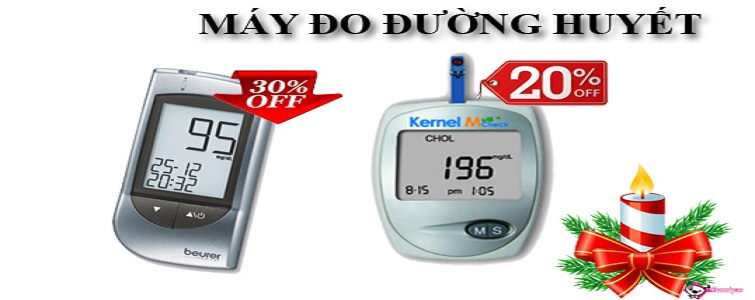 MÁY ĐO ĐƯỜNG HUYẾT
30%
OFF
95
mg/dL
25-12
20:32
beurer
20%
OFF
Kernel M
Check
CHOL
196 mg/dL
8-15 pm 1:05
M S